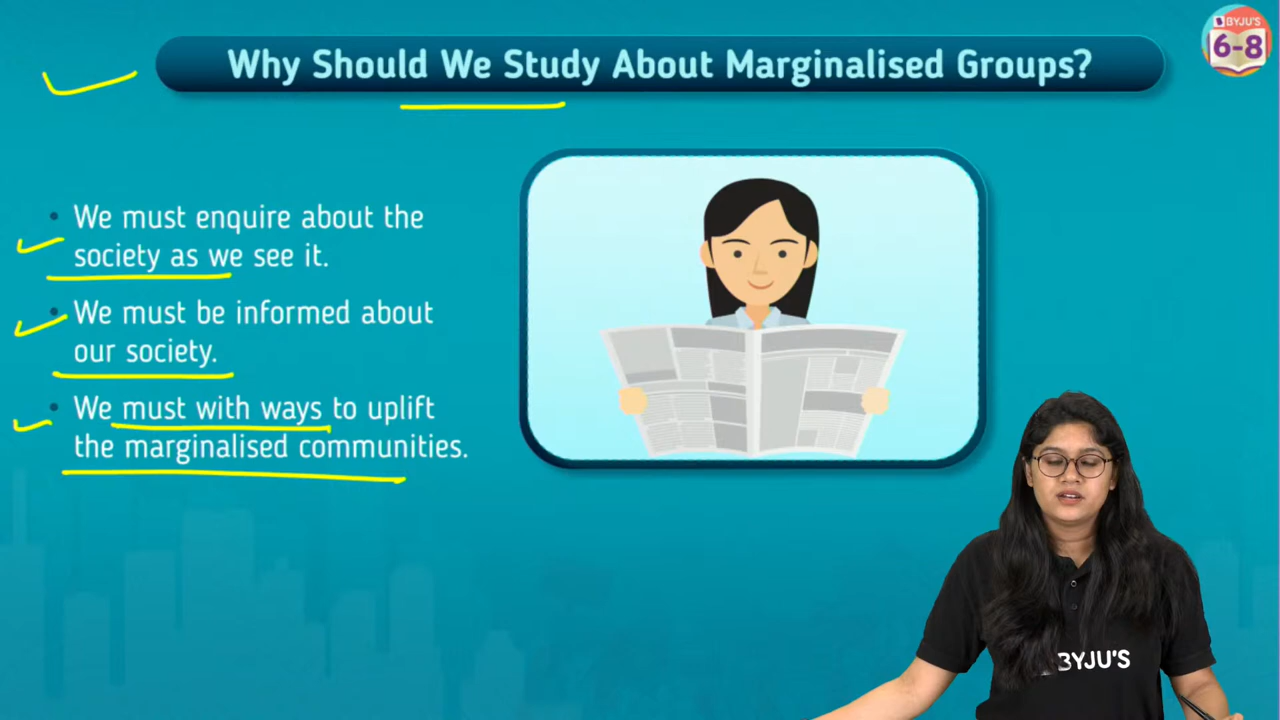 Why Should We Study About Marginalised Groups?
BYJU'S
6-8
• We must enquire about the
society as we see it.
• We must be informed about
our society.
• We must with ways to uplift
the marginalised communities.
BYJU'S